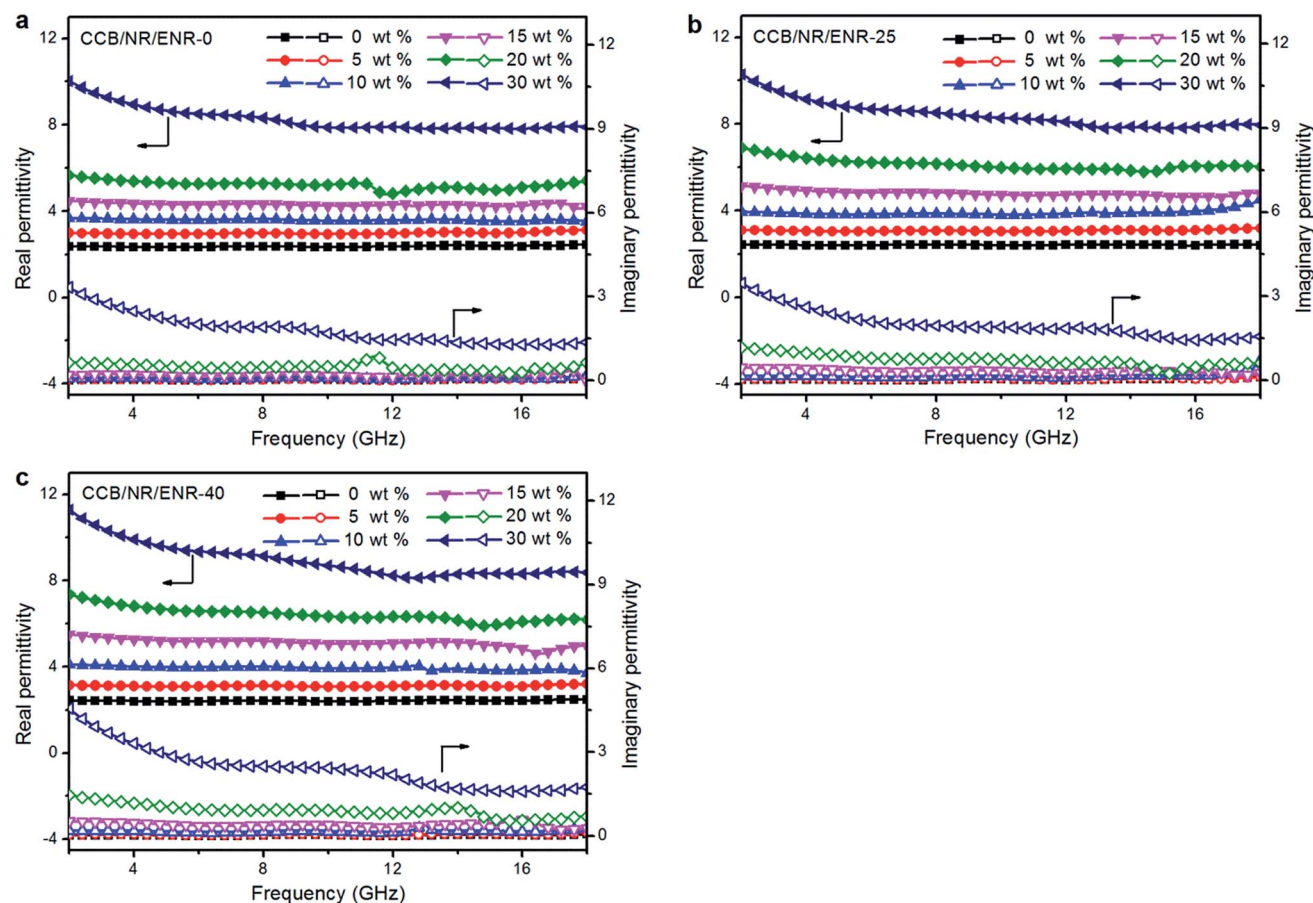 a
CCB/NR/ENR-0
0 wt %
5 wt %
10 wt %
15 wt %
20 wt %
30 wt %
Real permittivity
12
8
4
0
-4
Imaginary permittivity
12
9
6
3
0
4 8 12 16
Frequency (GHz)
b
CCB/NR/ENR-25
0 wt %
5 wt %
10 wt %
15 wt %
20 wt %
30 wt %
Real permittivity
12
8
4
0
-4
Imaginary permittivity
12
9
6
3
0
4 8 12 16
Frequency (GHz)
c
CCB/NR/ENR-40
0 wt %
5 wt %
10 wt %
15 wt %
20 wt %
30 wt %
Real permittivity
12
8
4
0
-4
Imaginary permittivity
12
9
6
3
0
4 8 12 16
Frequency (GHz)